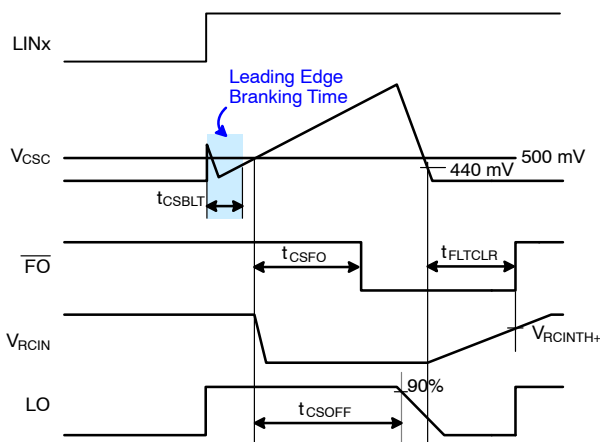 LINx
Leading Edge
Branking Time
VCSC
500 mV
440 mV
tCSBLT
FO
tCSFO
tFLTCLR
VRCIN
VRCINTH+
LO
90%
tCSOFF